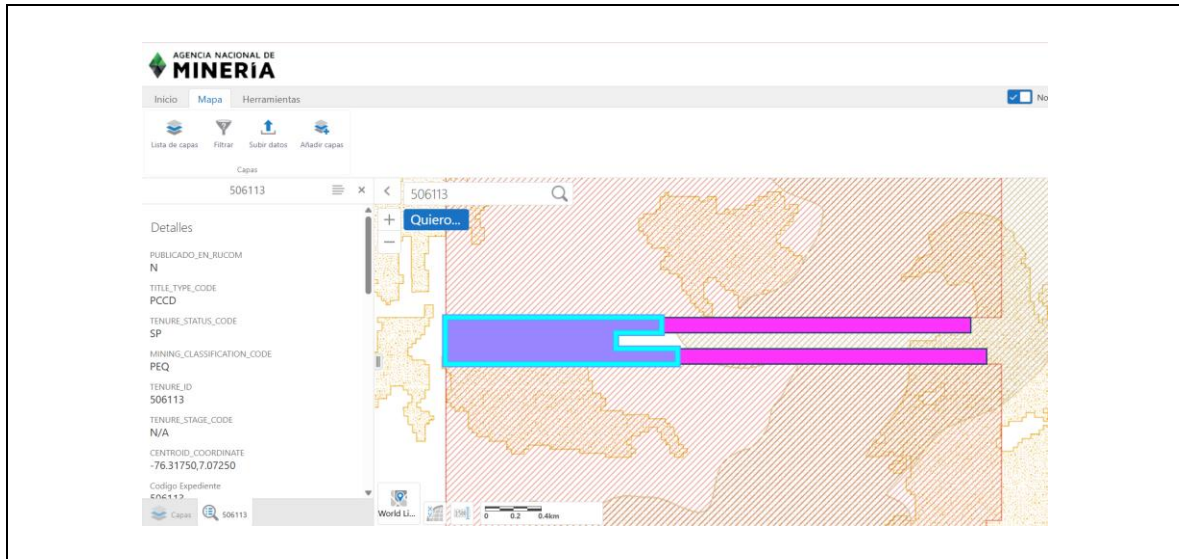 AGENCIA NACIONAL DE
MINERÍA
Inicio Mapa Herramientas
No
Lista de capas Filtrar Subir datos Añadir capas
Capas
506113
506113
Quiero...
Detalles
PUBLICADO_EN_RUCOM
N
TITLE_TYPE_CODE
PCCD
TENURE_STATUS_CODE
SP
MINING_CLASSIFICATION_CODE
PEQ
TENURE_ID
506113
TENURE_STAGE_CODE
N/A
CENTROID_COORDINATE
-76.31750,7.07250
Codigo Expediente
506113
Capas 506113
World Li...
0 0.2 0.4km